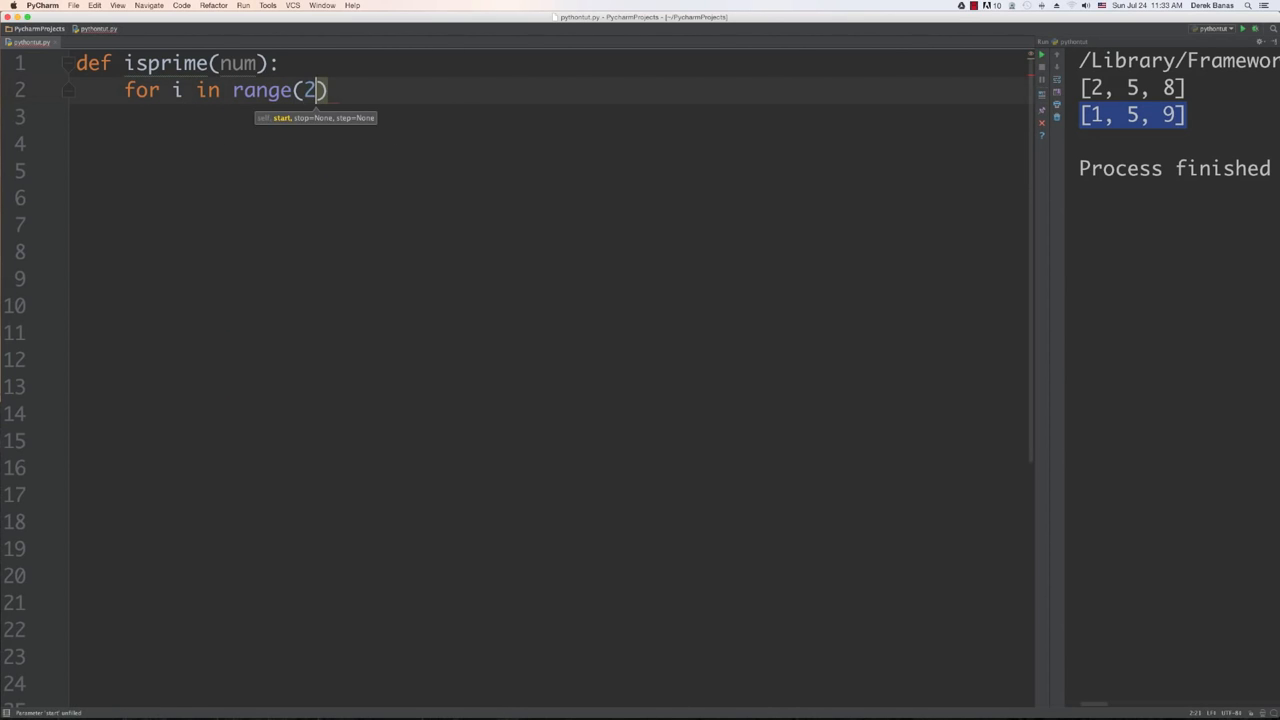 PyCharm File Edit View Navigate Code Refactor Run Tools VCS Window Help
10 Sun Jul 24 11:33 AM Derek Banas
pythontut.py - PycharmProjects - [~/PycharmProjects]
PycharmProjects pythontut.py
pythontut
pythontut.py
Run pythontut
1 def isprime(num):
2 for i in range(2)
self, start, stop=None, step=None
3
4
5
6
7
8
9
10
11
12
13
14
15
16
17
18
19
20
21
22
23
24
/Library/Framewor
[2, 5, 8]
[1, 5, 9]
Process finished
Parameter 'start' unfilled
2:21 LF÷ UTF-8÷